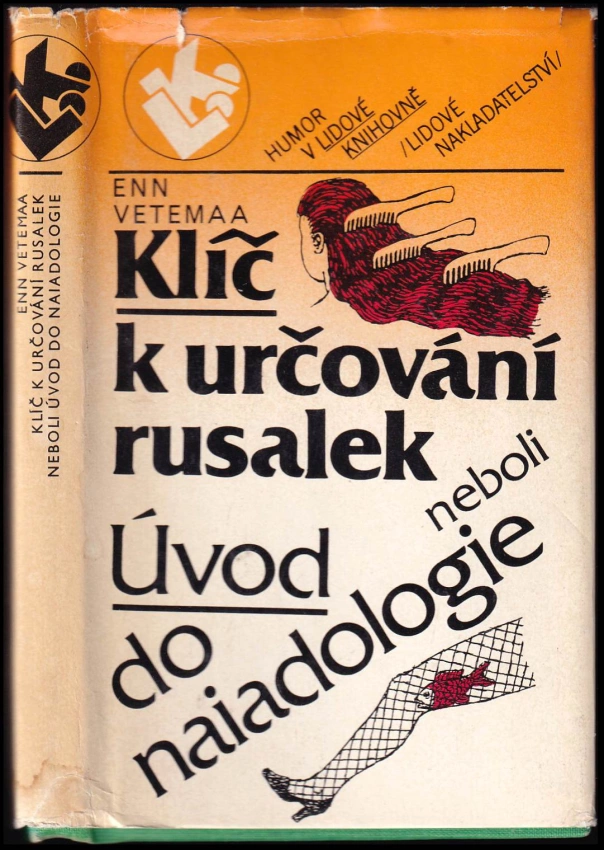 ENN VETEMAA
KLÍČ K URČOVÁNÍ RUSALEK
NEBOLI ÚVOD DO NAIADOLOGIE
HUMOR
V LIDOVÉ
KNIHOVNĚ
/LIDOVÉ
NAKLADATELSTVÍ/
ENN
VETEMAA
Klíč
k určování
rusalek
neboli
Úvod
do
naiadologie